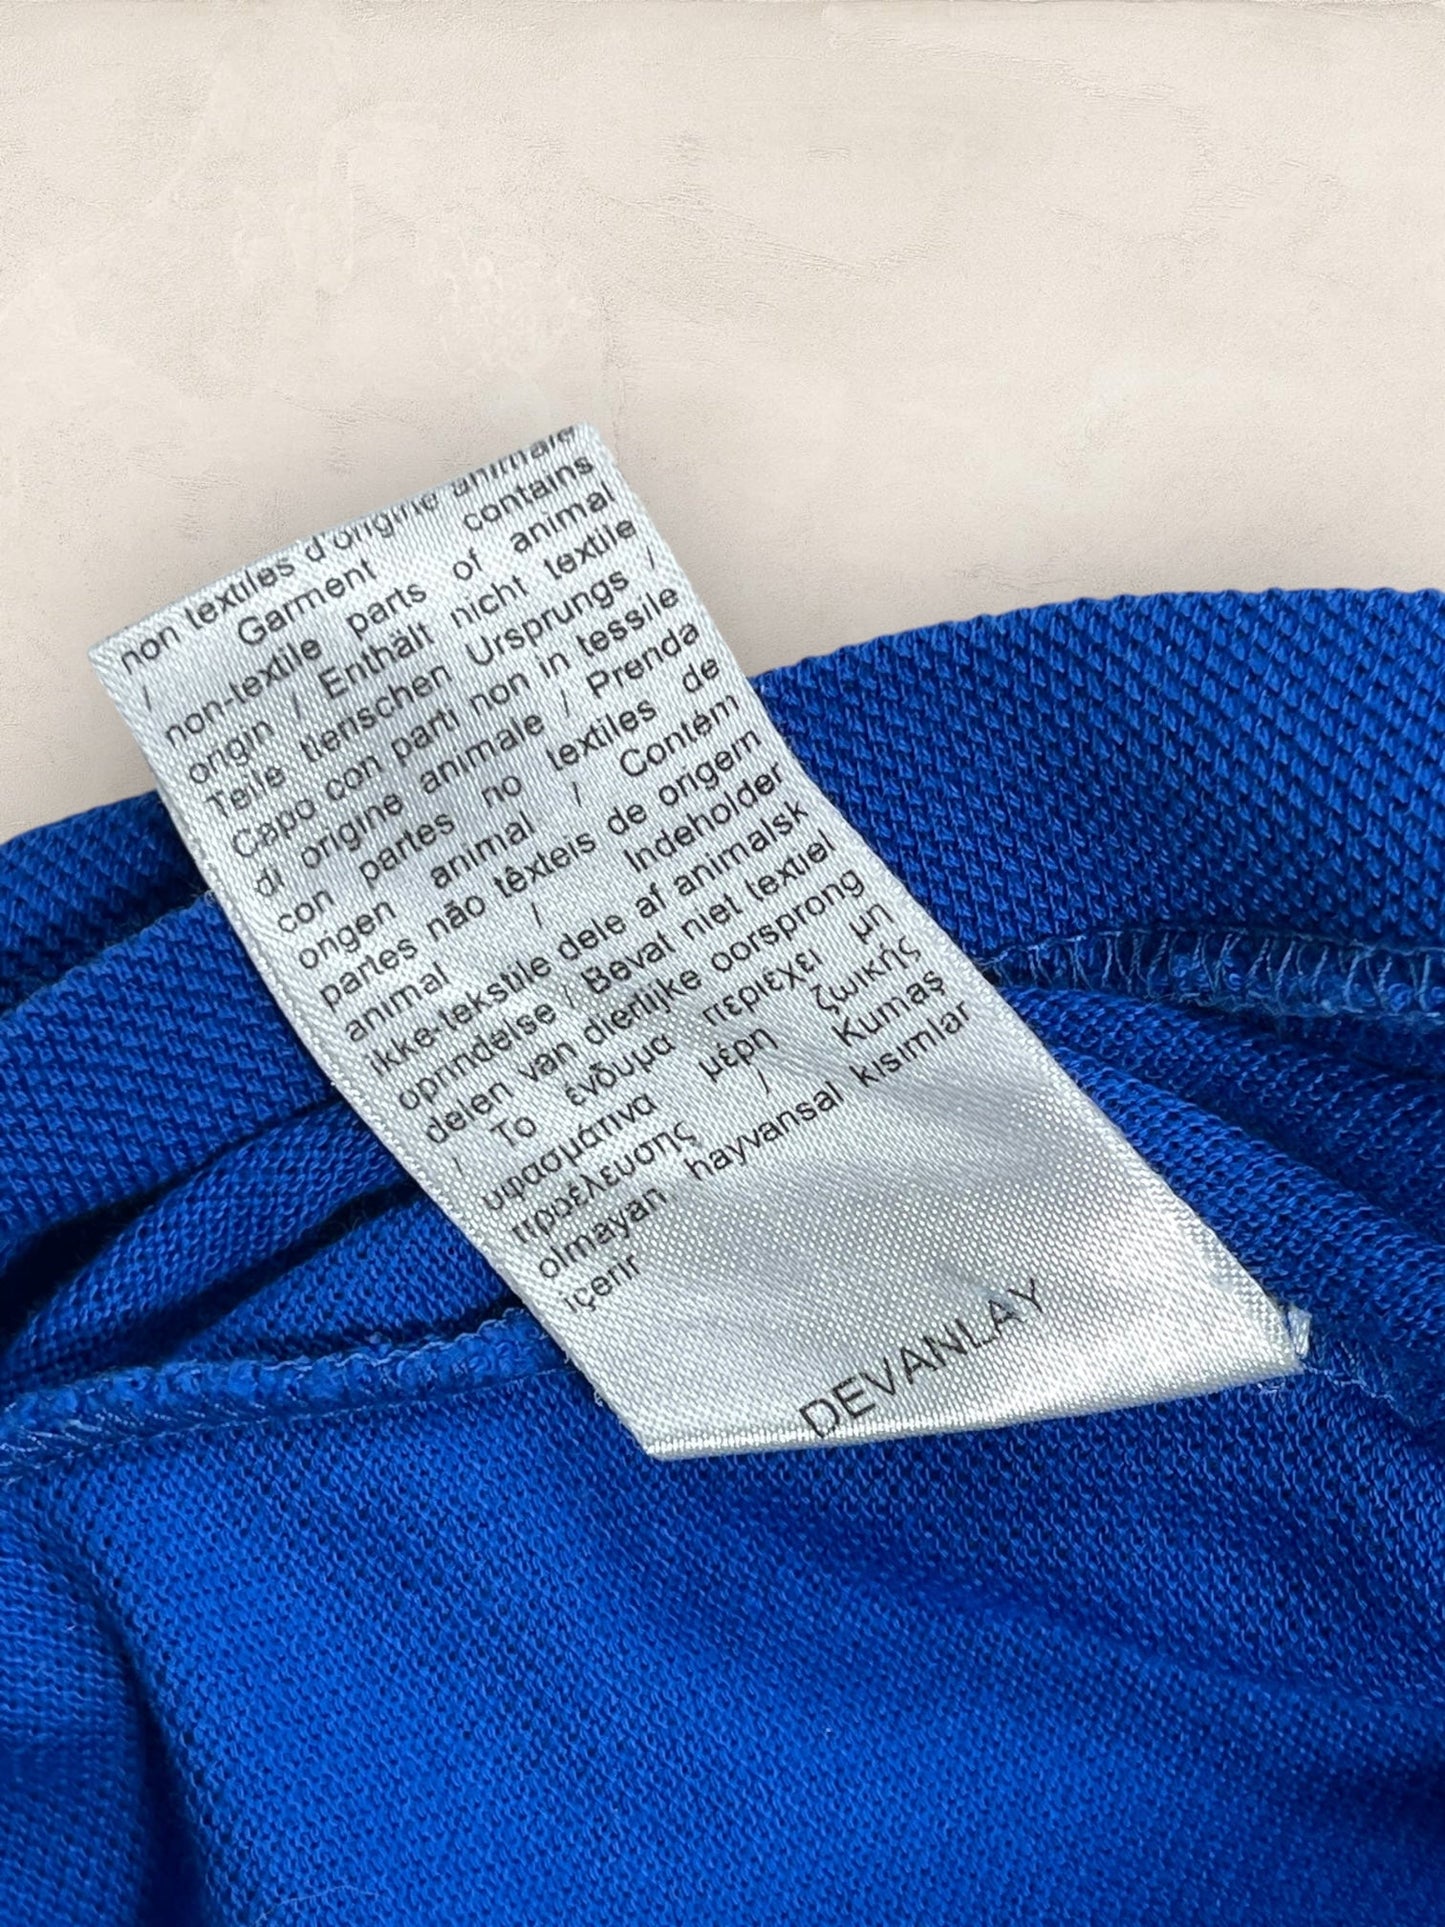 non textiles d'origine animale
/ Garment contains
non-textile parts of animal
origin / Enthält nicht textile
Teile tierischen Ursprungs /
Capo con parti non in tessile
di origine animale / Prenda
con partes no textiles de
origen animal / Contém
partes não têxteis de origem
animal / Indeholder
ikke-tekstile dele af animalsk
oprindelse / Bevat niet textiel
delen van dierlijke oorsprong
/ Το ένδυμα περιέχει μη
υφασμάτινα μέρη ζωικής
προέλευσης / Kumaş
olmayan hayvansal kısımlar
içerir
DEVANLAY